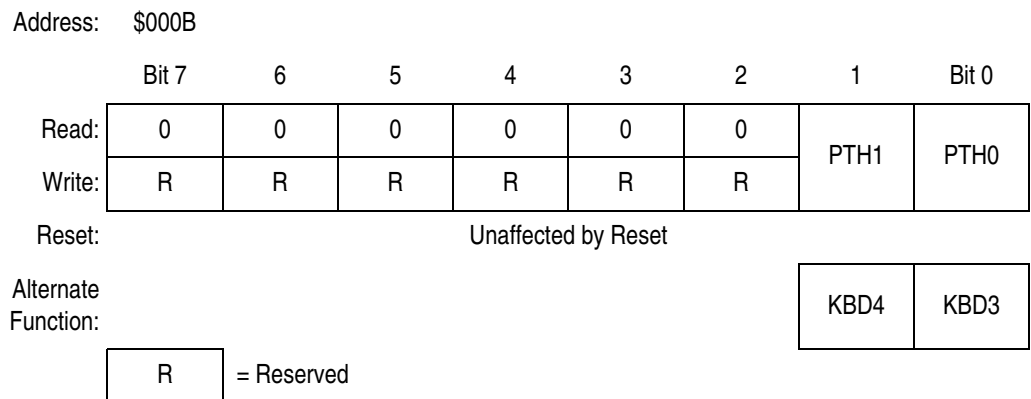 Address: $000B
Bit 7 6 5 4 3 2 1 Bit 0
Read: 0 0 0 0 0 0 PTH1 PTH0
Write: R R R R R R
Reset: Unaffected by Reset
Alternate
Function: KBD4 KBD3
R = Reserved